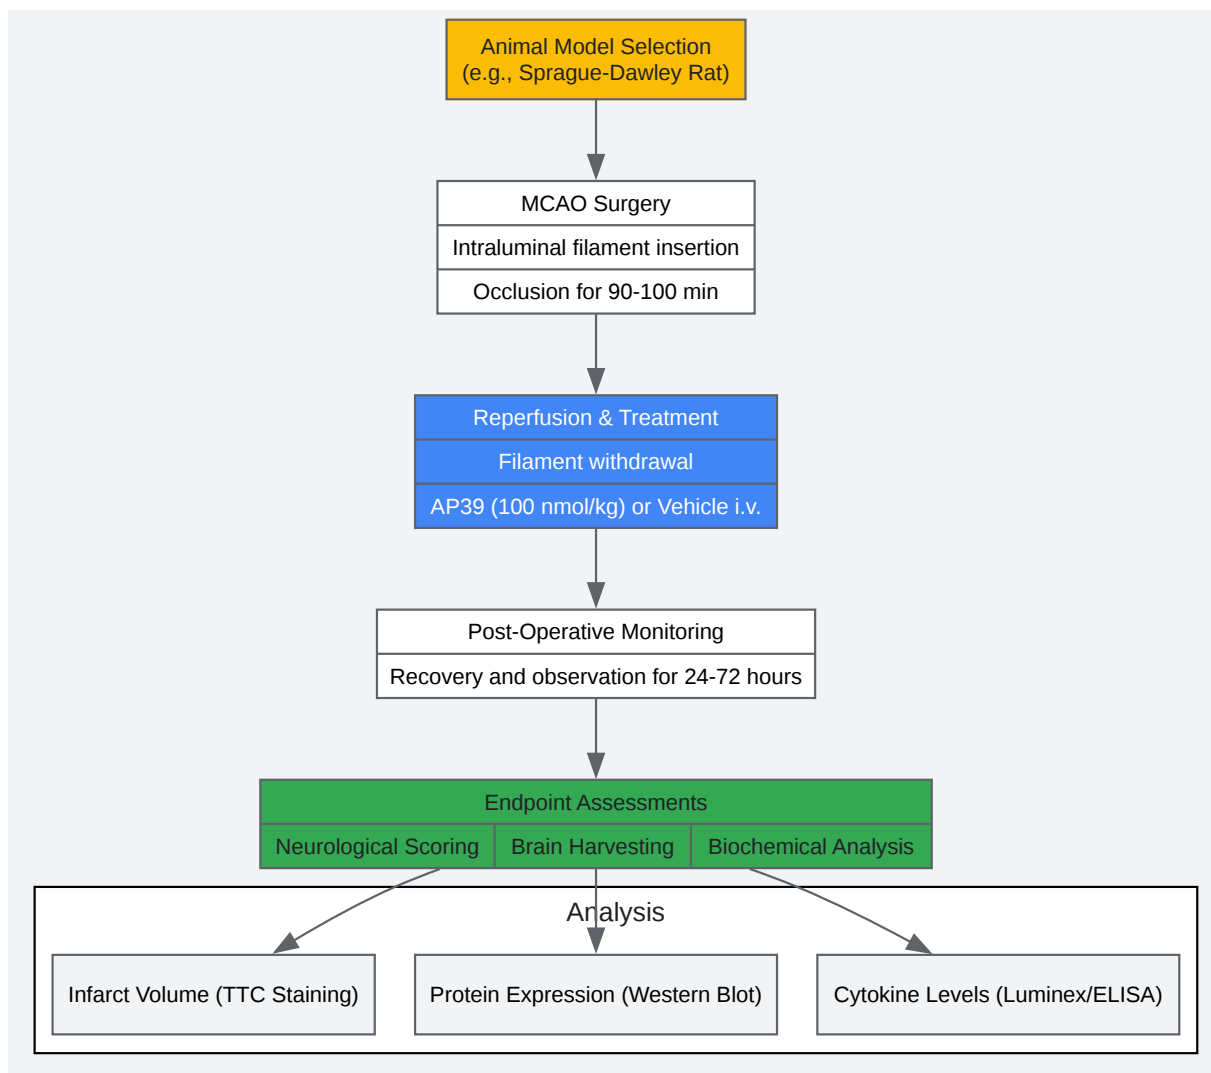 Animal Model Selection
(e.g., Sprague-Dawley Rat)
MCAO Surgery
Intraluminal filament insertion
Occlusion for 90-100 min
Reperfusion & Treatment
Filament withdrawal
AP39 (100 nmol/kg) or Vehicle i.v.
Post-Operative Monitoring
Recovery and observation for 24-72 hours
Endpoint Assessments
Neurological Scoring
Brain Harvesting
Biochemical Analysis
Analysis
Infarct Volume (TTC Staining)
Protein Expression (Western Blot)
Cytokine Levels (Luminex/ELISA)